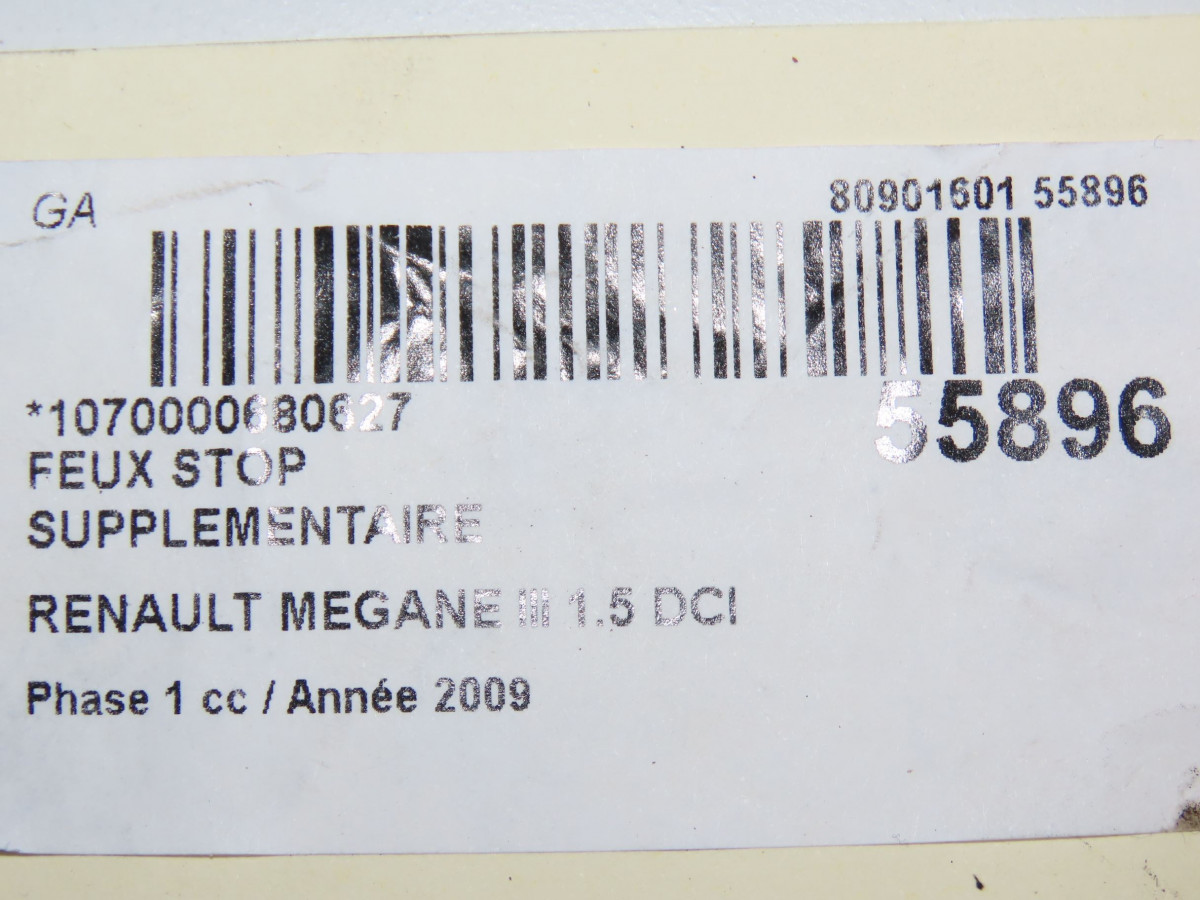 GA
80901601 55896
*1070000680627
55896
FEUX STOP
SUPPLEMENTAIRE
RENAULT MEGANE III 1.5 DCI
Phase 1 cc / Année 2009